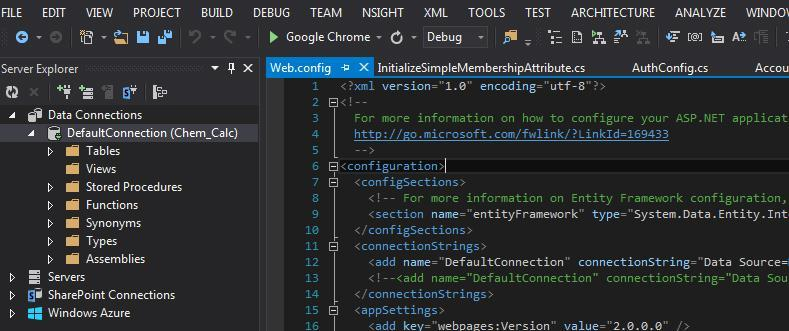 FILE EDIT VIEW PROJECT BUILD DEBUG TEAM NSIGHT SQL TOOLS TEST ARCHITECTURE ANALYZE WINDOW
Google Chrome Debug
Server Explorer
Web.config InitializeSimpleMembershipAttribute.cs AuthConfig.cs Accou
Data Connections
DefaultConnection (Chem_Calc)
Tables
Views
Stored Procedures
Functions
Synonyms
Types
Assemblies
Servers
SharePoint Connections
Windows Azure
1 <?xml version="1.0" encoding="utf-8"?>
2 <!--
3 For more information on how to configure your ASP.NET applicat
4 http://go.microsoft.com/fwlink/?LinkId=169433
5 -->
6 <configuration>
7 <configSections>
8 <!-- For more information on Entity Framework configuration,
9 <section name="entityFramework" type="System.Data.Entity.Inte
10 </configSections>
11 <connectionStrings>
12 <add name="DefaultConnection" connectionString="Data Source=
13 <!--<add name="DefaultConnection" connectionString="Data Sou
14 </connectionStrings>
15 <appSettings>
16 <add key="webpages:Version" value="2.0.0.0" />